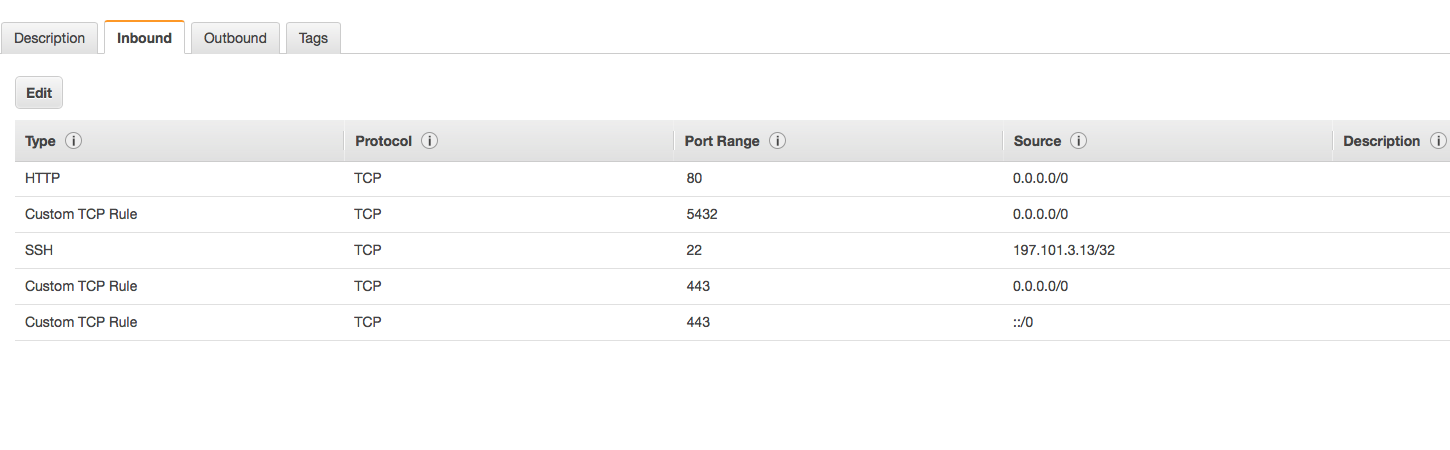 Description Inbound Outbound Tags
Edit
Type i Protocol i Port Range i Source i Description i
HTTP TCP 80 0.0.0.0/0
Custom TCP Rule TCP 5432 0.0.0.0/0
SSH TCP 22 197.101.3.13/32
Custom TCP Rule TCP 443 0.0.0.0/0
Custom TCP Rule TCP 443 ::/0